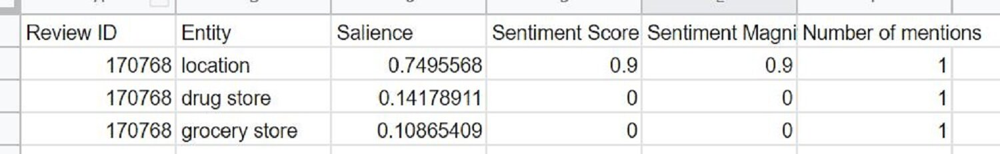 Review ID Entity Salience Sentiment Score Sentiment Magni Number of mentions
170768 location 0.7495568 0.9 0.9 1
170768 drug store 0.14178911 0 0 1
170768 grocery store 0.10865409 0 0 1